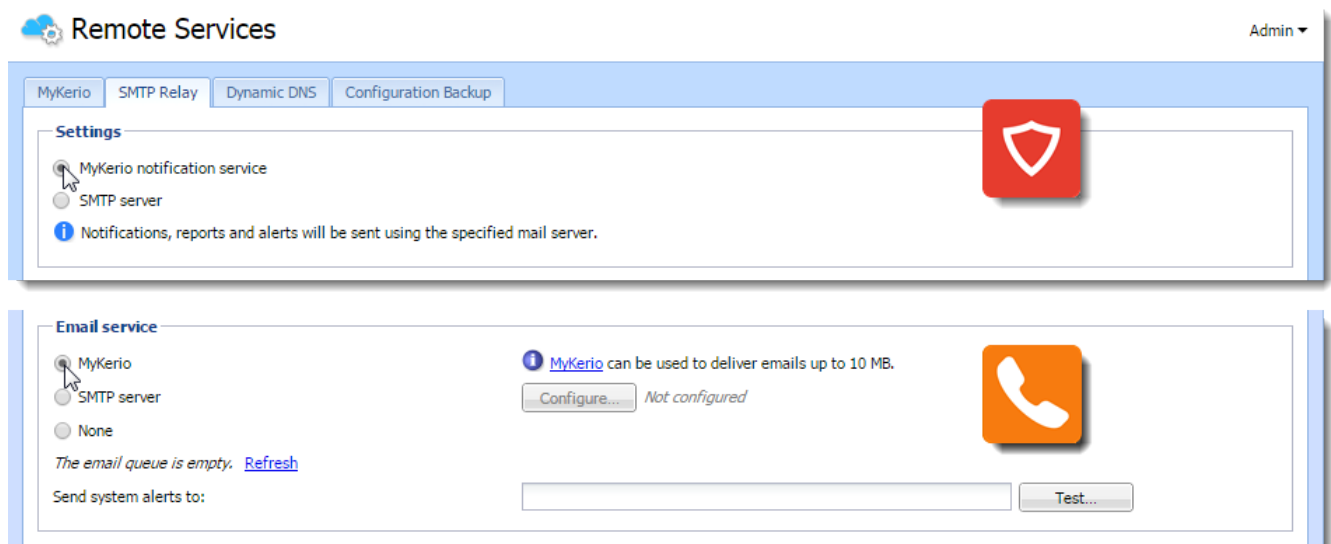 Remote Services
Admin
MyKerio SMTP Relay Dynamic DNS Configuration Backup
Settings
MyKerio notification service
SMTP server
Notifications, reports and alerts will be sent using the specified mail server.
Email service
MyKerio MyKerio can be used to deliver emails up to 10 MB.
SMTP server Configure... Not configured
None
The email queue is empty. Refresh
Send system alerts to: Test...